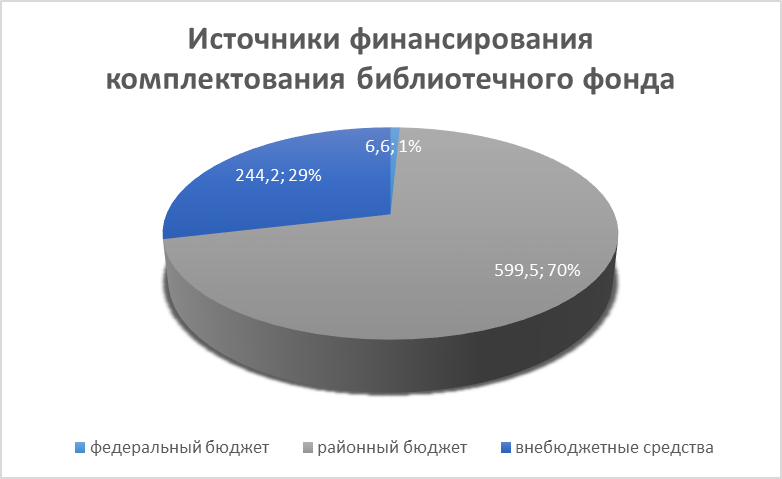 Источники финансирования
комплектования библиотечного фонда
6,6; 1%
244,2; 29%
599,5; 70%
федеральный бюджет
районный бюджет
внебюджетные средства